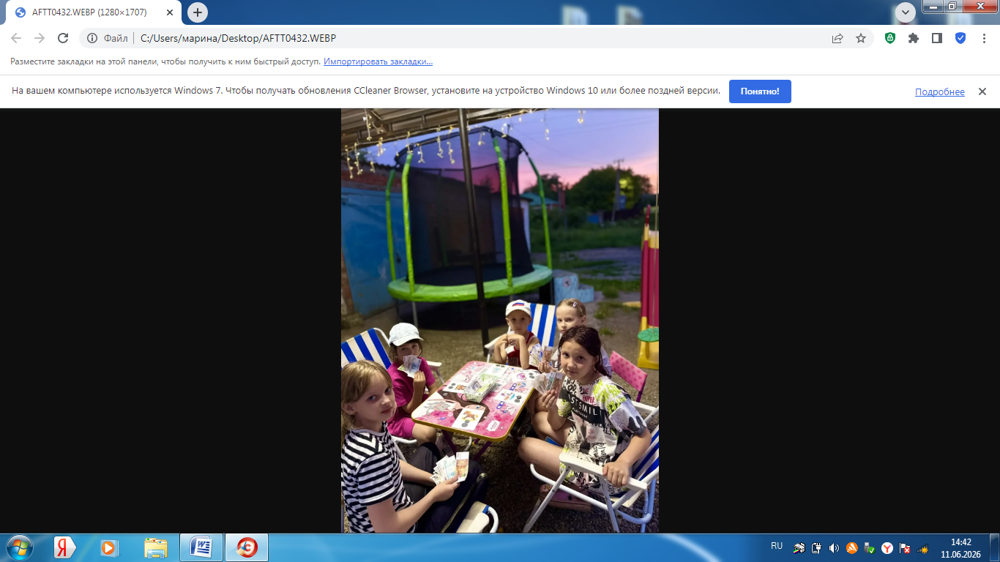 AFTT0432.WEBP (1280×1707)
Файл
C:/Users/марина/Desktop/AFTT0432.WEBP
Разместите закладки на этой панели, чтобы получить к ним быстрый доступ. Импортировать закладки...
На вашем компьютере используется Windows 7. Чтобы получать обновления CCleaner Browser, установите на устройство Windows 10 или более поздней версии.
Понятно!
Подробнее
RU
14:42
11.06.2026